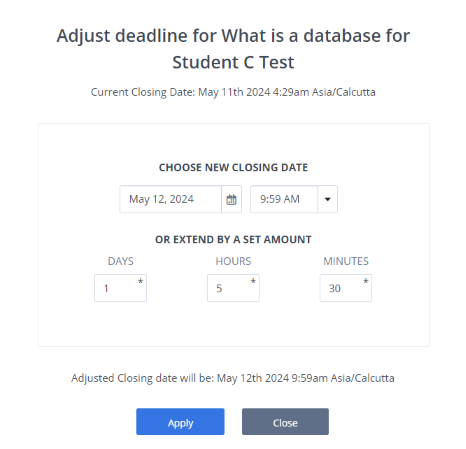 Adjust deadline for What is a database for
Student C Test
Current Closing Date: May 11th 2024 4:29am Asia/Calcutta
CHOOSE NEW CLOSING DATE
May 12, 2024 9:59 AM
OR EXTEND BY A SET AMOUNT
DAYS HOURS MINUTES
1 * 5 * 30 *
Adjusted Closing date will be: May 12th 2024 9:59am Asia/Calcutta
Apply Close